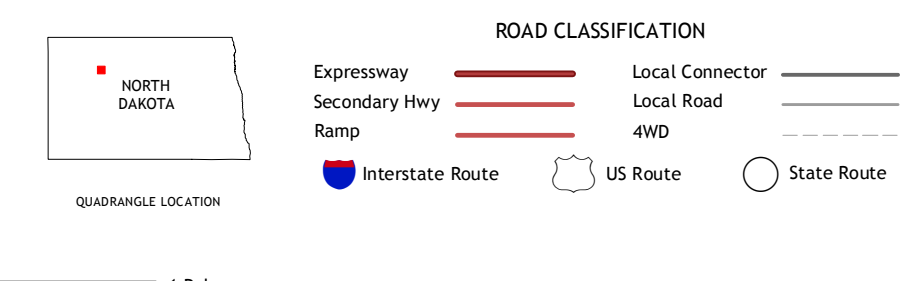 ROAD CLASSIFICATION
Expressway
Local Connector
Secondary Hwy
Local Road
Ramp
4WD
Interstate Route
US Route
State Route
NORTH
DAKOTA
QUADRANGLE LOCATION